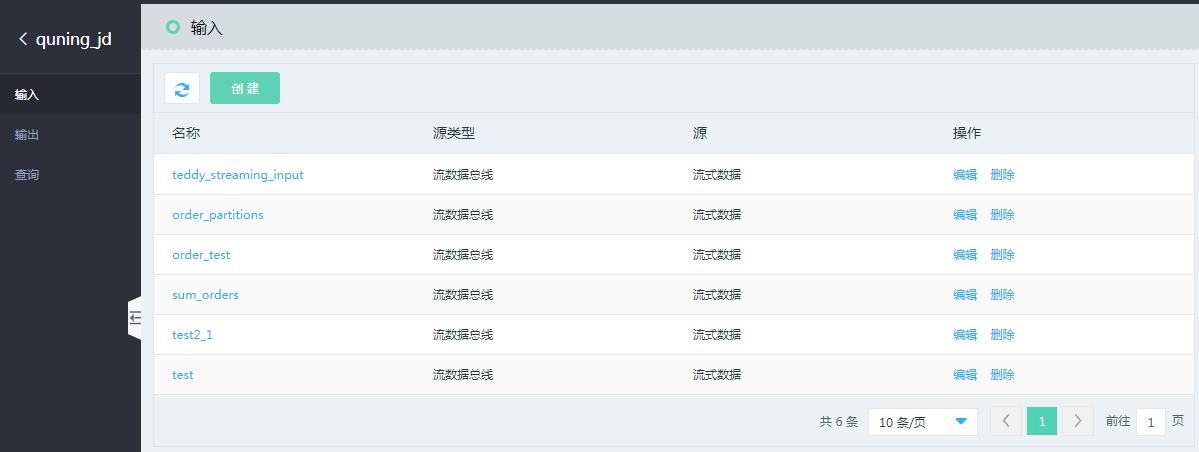 quning_jd
输入
输出
查询
输入
创建
名称 源类型 源 操作
teddy_streaming_input 流数据总线 流式数据 编辑 删除
order_partitions 流数据总线 流式数据 编辑 删除
order_test 流数据总线 流式数据 编辑 删除
sum_orders 流数据总线 流式数据 编辑 删除
test2_1 流数据总线 流式数据 编辑 删除
test 流数据总线 流式数据 编辑 删除
共 6 条 10 条/页 1 前往 1 页